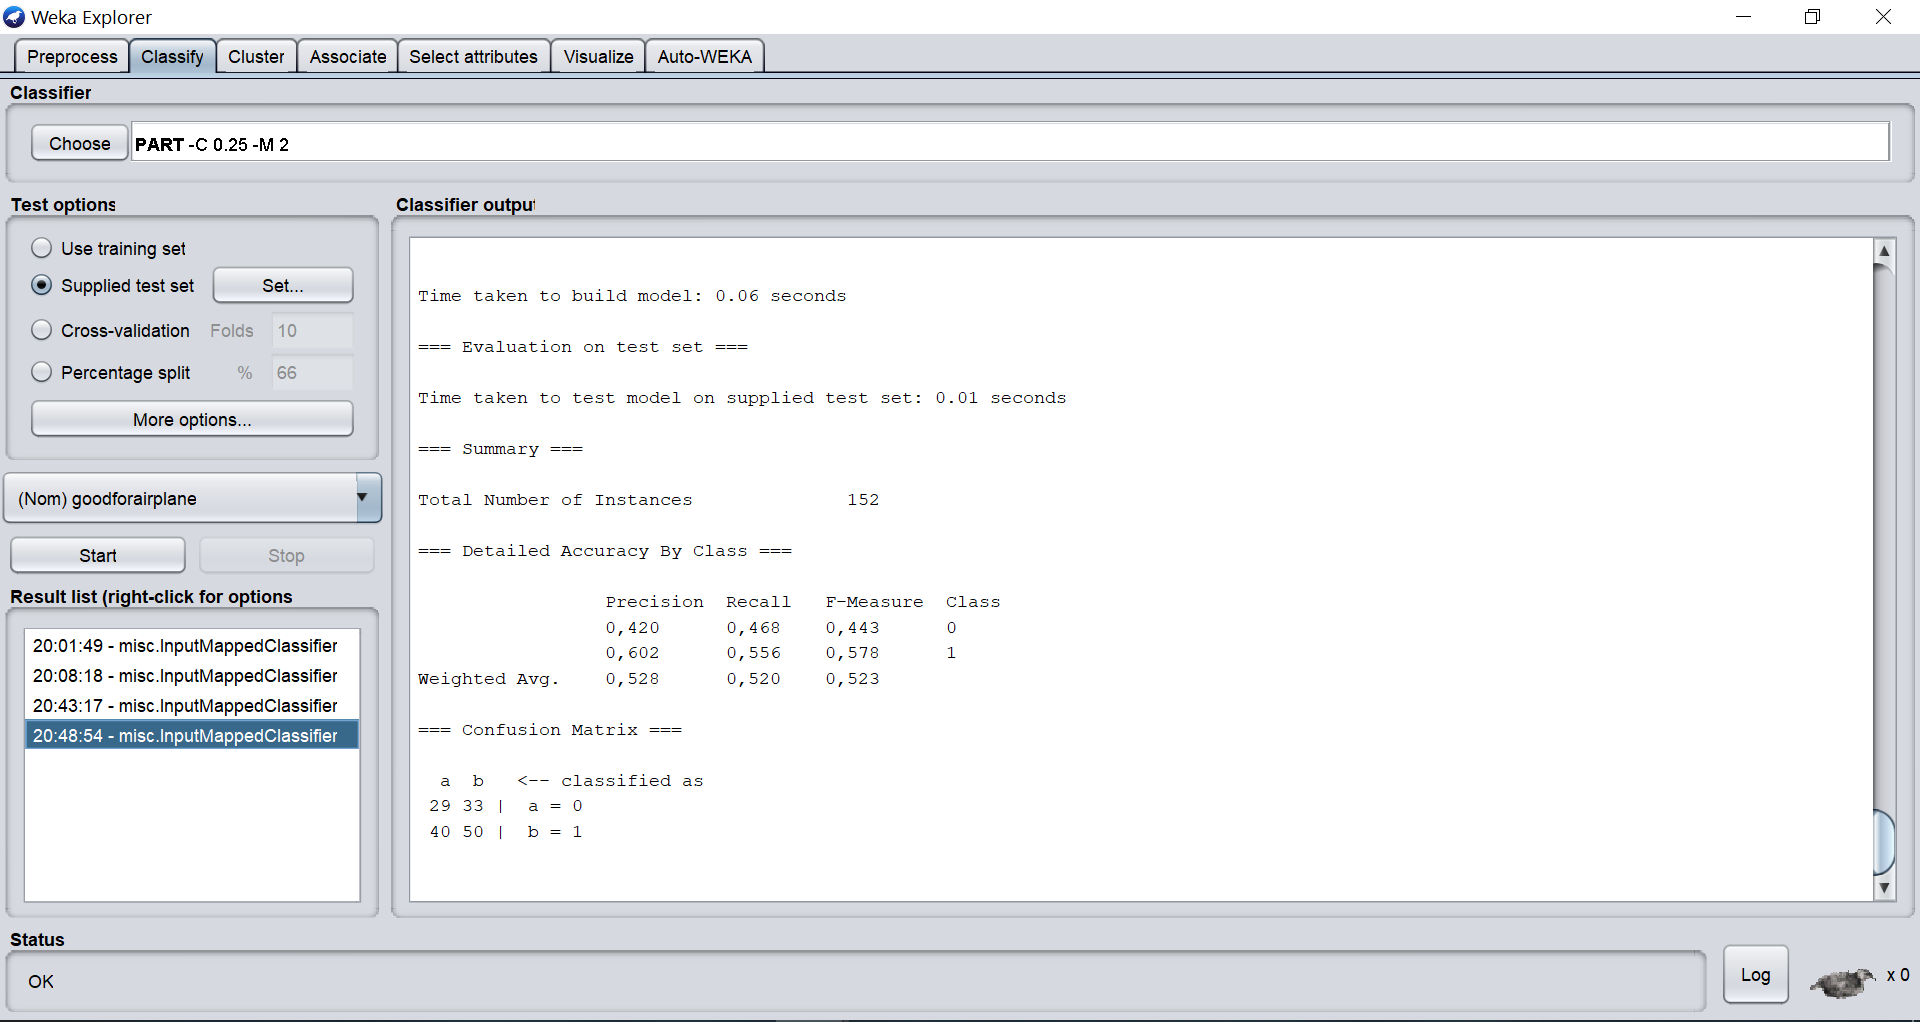 Weka Explorer
Preprocess Classify Cluster Associate Select attributes Visualize Auto-WEKA
Classifier
Choose PART -C 0.25 -M 2
Test options
Use training set
Supplied test set Set...
Cross-validation Folds 10
Percentage split % 66
More options...
(Nom) goodforairplane
Start Stop
Result list (right-click for options
20:01:49 - misc.InputMappedClassifier
20:08:18 - misc.InputMappedClassifier
20:43:17 - misc.InputMappedClassifier
20:48:54 - misc.InputMappedClassifier
Classifier output
Time taken to build model: 0.06 seconds
=== Evaluation on test set ===
Time taken to test model on supplied test set: 0.01 seconds
=== Summary ===
Total Number of Instances 152
=== Detailed Accuracy By Class ===
Precision Recall F-Measure Class
0,420 0,468 0,443 0
0,602 0,556 0,578 1
Weighted Avg. 0,528 0,520 0,523
=== Confusion Matrix ===
a b <-- classified as
29 33 | a = 0
40 50 | b = 1
Status
OK
Log x 0